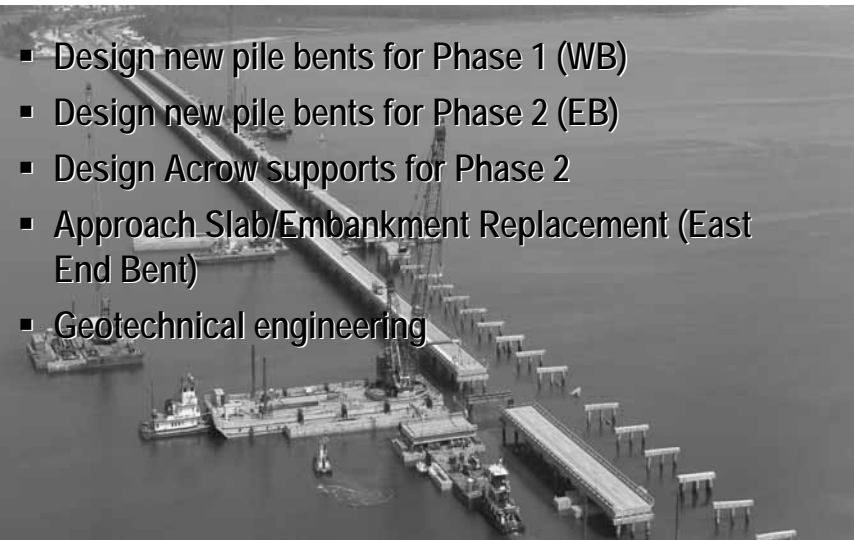 ▪ Design new pile bents for Phase 1 (WB)
▪ Design new pile bents for Phase 2 (EB)
▪ Design Acrow supports for Phase 2
▪ Approach Slab/Embankment Replacement (East
End Bent)
▪ Geotechnical engineering